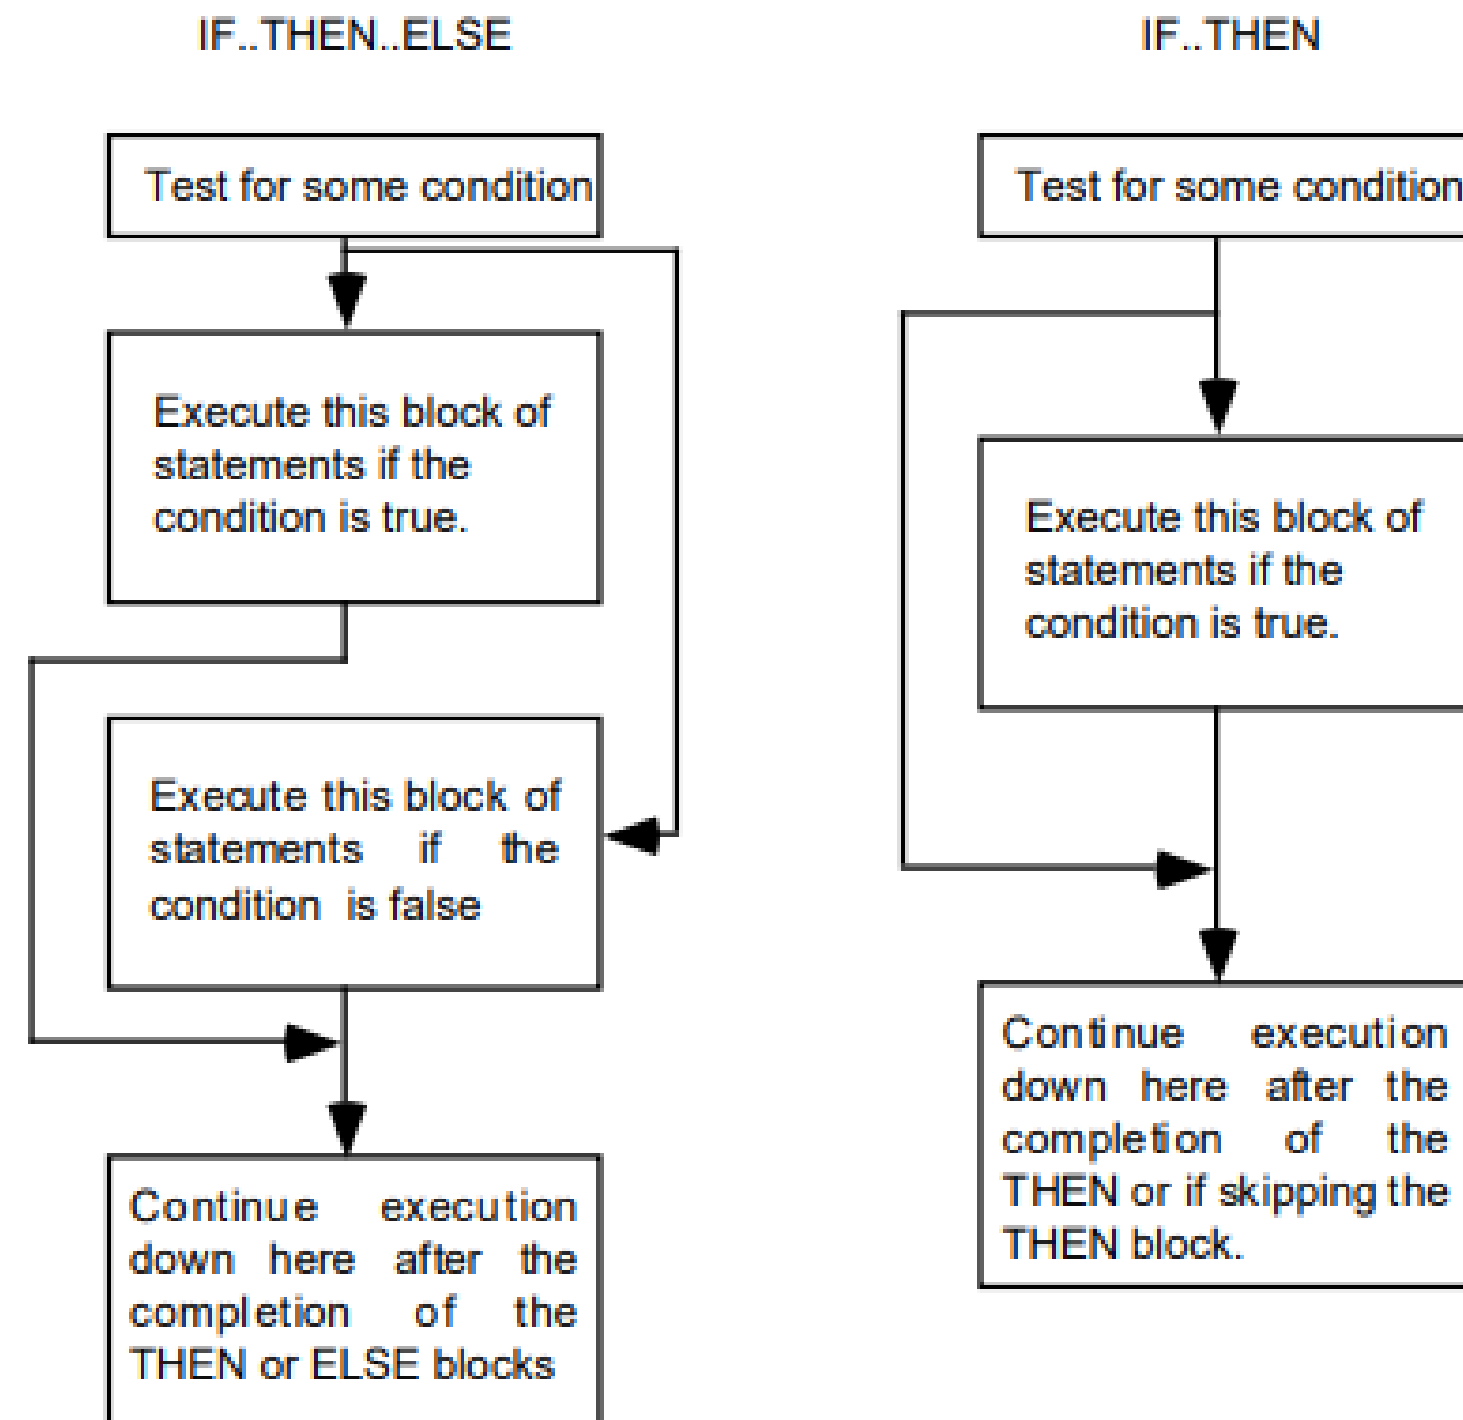 IF..THEN..ELSE
Test for some condition
Execute this block of
statements if the
condition is true.
Execute this block of
statements if the
condition is false
Continue execution
down here after the
completion of the
THEN or ELSE blocks
IF..THEN
Test for some condition
Execute this block of
statements if the
condition is true.
Continue execution
down here after the
completion of the
THEN or if skipping the
THEN block.